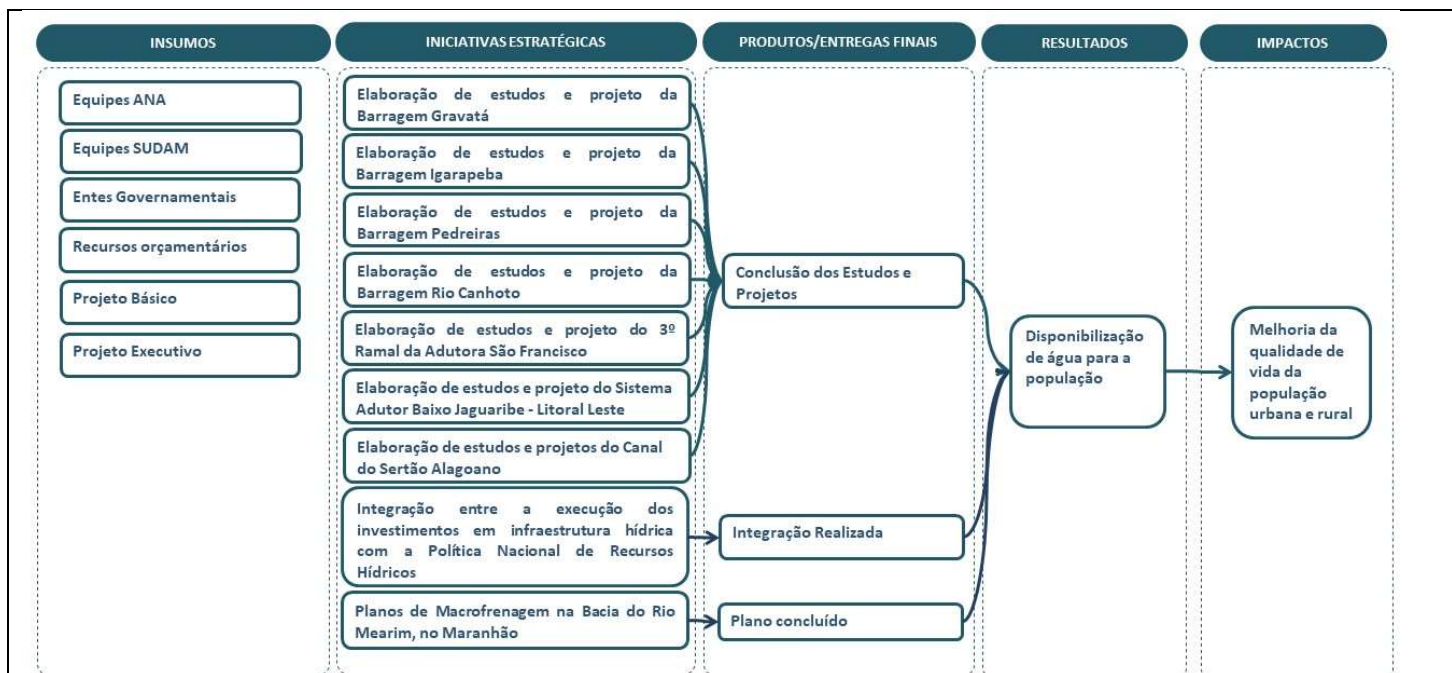 INSUMOS
INICIATIVAS ESTRATÉGICAS
PRODUTOS/ENTREGAS FINAIS
RESULTADOS
IMPACTOS
Equipes ANA
Equipes SUDAM
Entes Governamentais
Recursos orçamentários
Projeto Básico
Projeto Executivo
Elaboração de estudos e projeto da
Barragem Gravatá
Elaboração de estudos e projeto da
Barragem Igarapeba
Elaboração de estudos e projeto da
Barragem Pedreiras
Elaboração de estudos e projeto da
Barragem Rio Canhoto
Elaboração de estudos e projeto do 3º
Ramal da Adutora São Francisco
Elaboração de estudos e projeto do Sistema
Adutor Baixo Jaguaribe - Litoral Leste
Elaboração de estudos e projetos do Canal
do Sertão Alagoano
Integração entre a execução dos
investimentos em infraestrutura hídrica
com a Política Nacional de Recursos
Hídricos
Planos de Macrofrenagem na Bacia do Rio
Mearim, no Maranhão
Conclusão dos Estudos e
Projetos
Integração Realizada
Plano concluído
Disponibilização
de água para a
população
Melhoria da
qualidade de
vida da
população
urbana e rural